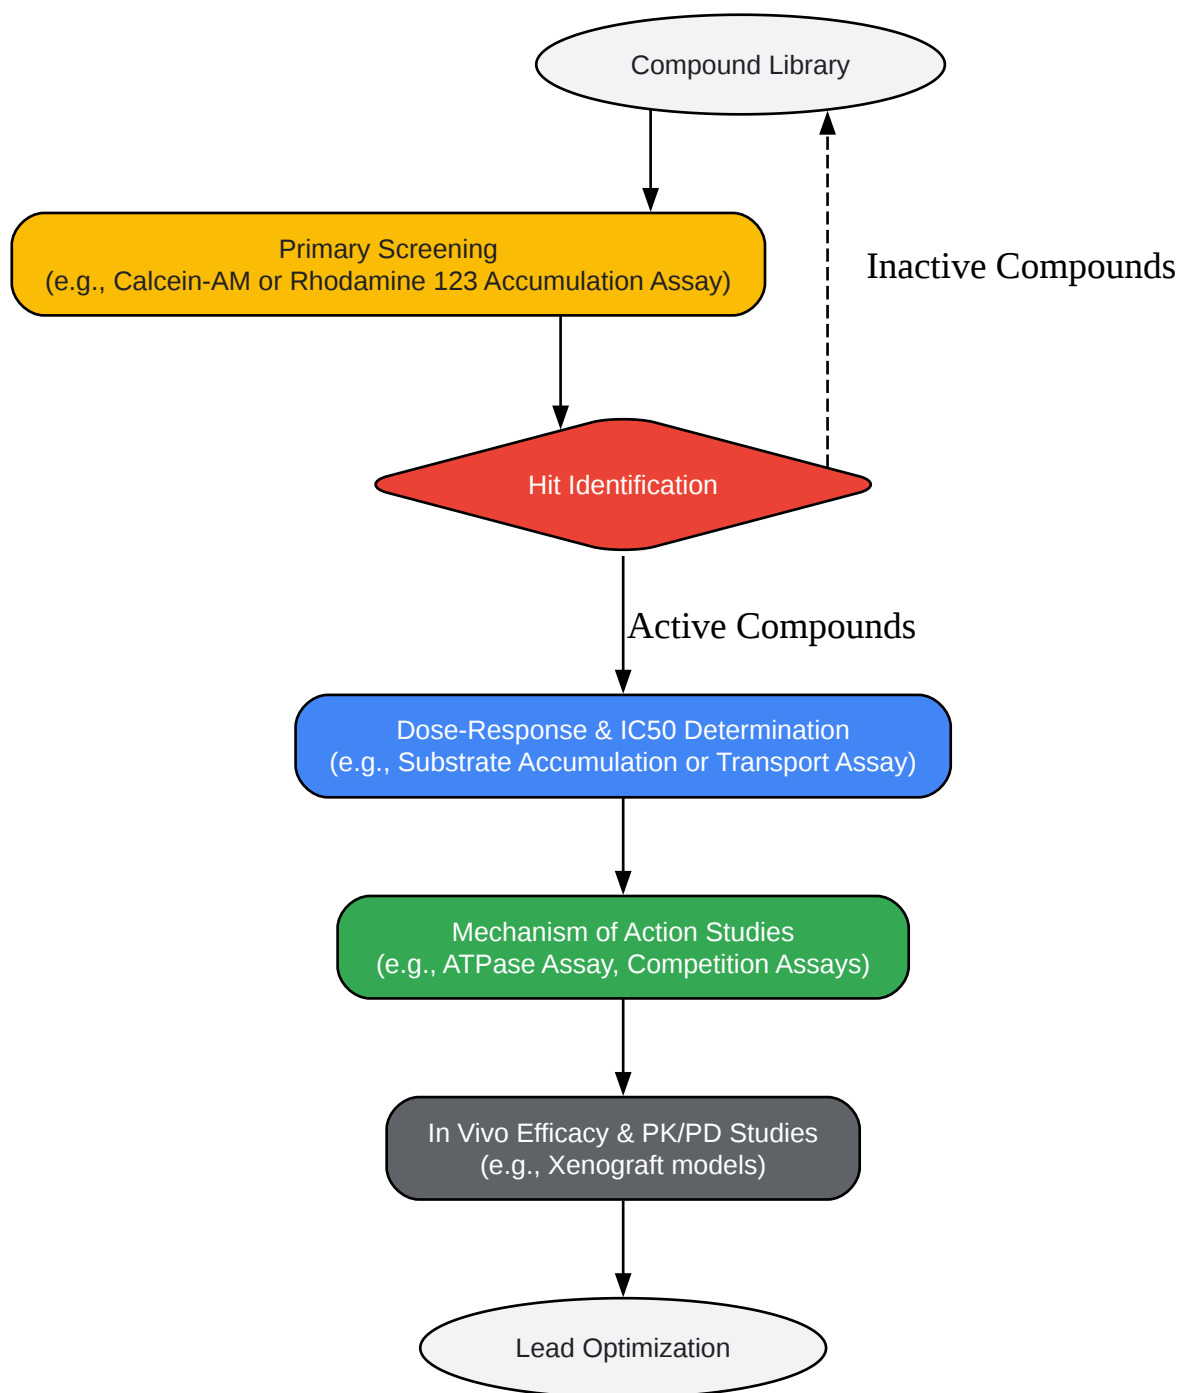 Compound Library
Primary Screening
(e.g., Calcein-AM or Rhodamine 123 Accumulation Assay)
Inactive Compounds
Hit Identification
Active Compounds
Dose-Response & IC50 Determination
(e.g., Substrate Accumulation or Transport Assay)
Mechanism of Action Studies
(e.g., ATPase Assay, Competition Assays)
In Vivo Efficacy & PK/PD Studies
(e.g., Xenograft models)
Lead Optimization